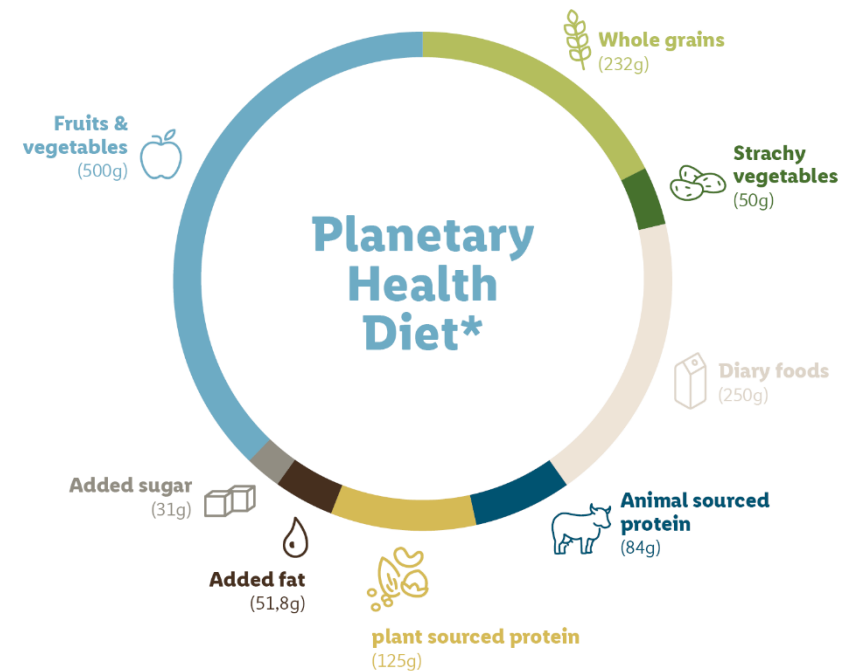 Planetary
Health
Diet*
Whole grains
(232g)
Strachy
vegetables
(50g)
Diary foods
(250g)
Animal sourced
protein
(84g)
plant sourced protein
(125g)
Added fat
(51,8g)
Added sugar
(31g)
Fruits &
vegetables
(500g)